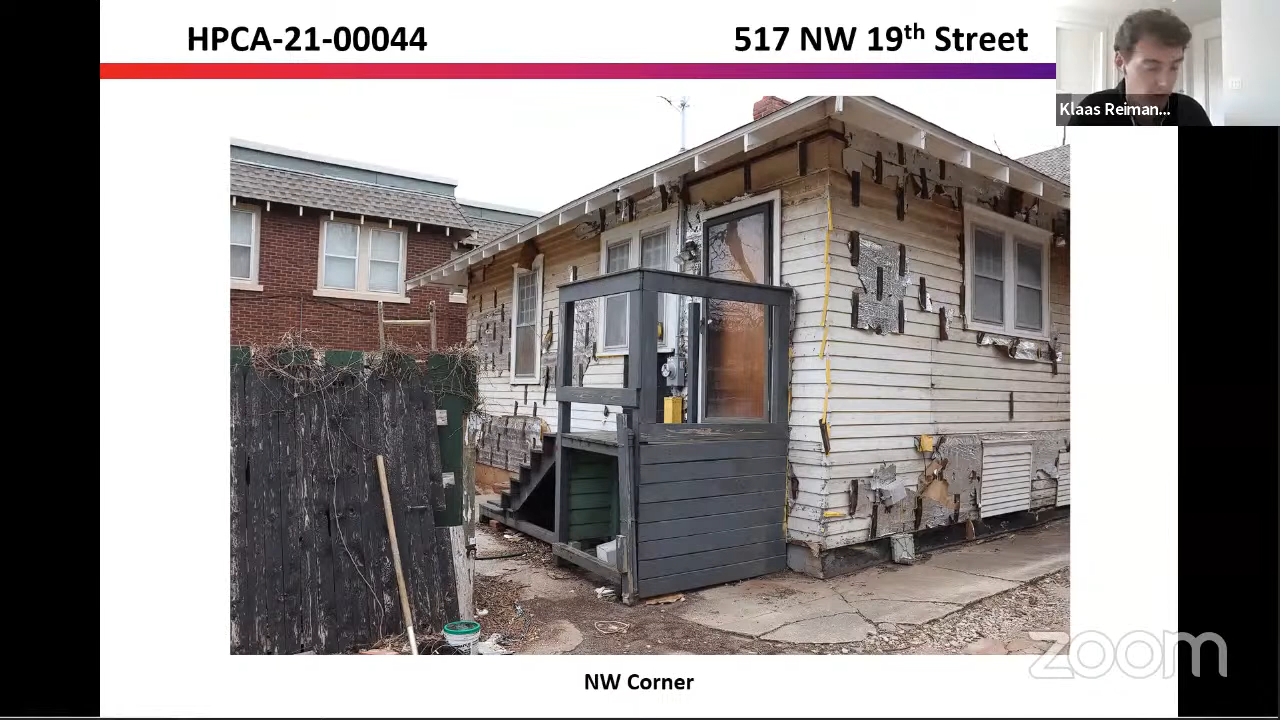 HPCA-21-00044
517 NW 19th Street
Klaas Reiman...
NW Corner
zoom